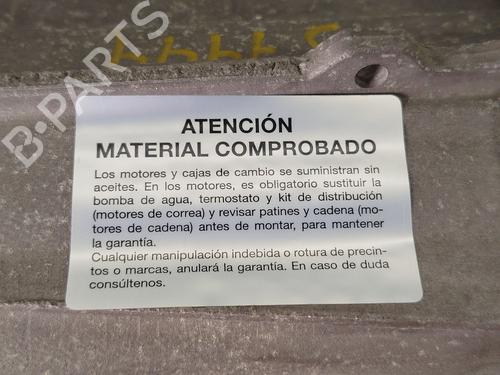 ATENCIÓN
MATERIAL COMPROBADO
Los motores y cajas de cambio se suministran sin
aceites. En los motores, es obligatorio sustituir la
bomba de agua, termostato y kit de distribución
(motores de correa) y revisar patines y cadena (mo-
tores de cadena) antes de montar, para mantener
la garantía.
Cualquier manipulación indebida o rotura de precin-
tos o marcas, anulará la garantía. En caso de duda
consúltenos.
B-PARTS